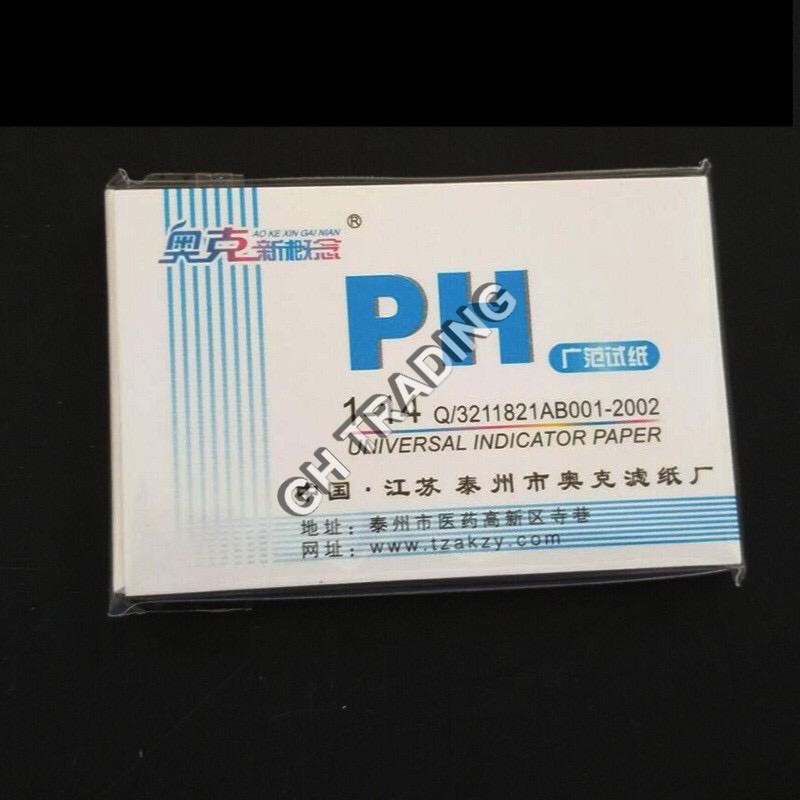 AO KE XIN GAI NIAN
奥克新概念®
PH
广范试纸
Q/3211821AB001-2002
UNIVERSAL INDICATOR PAPER
中国·江苏 泰州市奥克滤纸厂
地址: 泰州市医药高新区寺巷
网址: www.tzakzy.com
GH TRADING